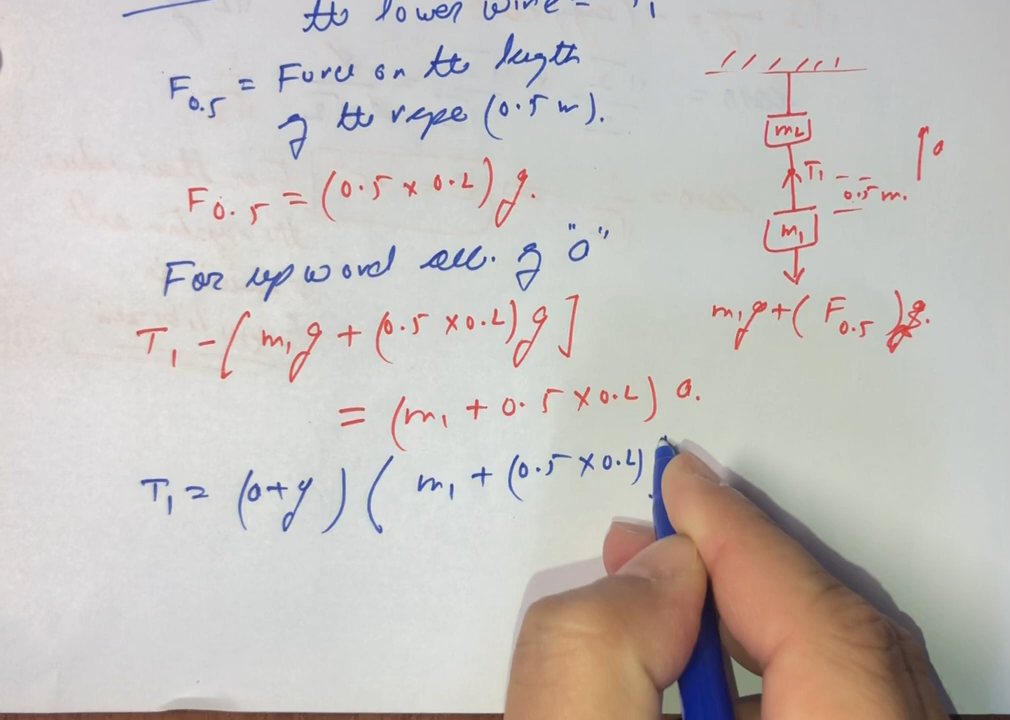 the lower wire = T1
F0.5 = Force on the length
of the rope (0.5 m).
F0.5 = (0.5 × 0.2) g.
For upword acc. of "a"
T1 - [ m1g + (0.5 × 0.2) g ]
= (m1 + 0.5 × 0.2) a.
T1 = (a+g) ( m1 + (0.5 × 0.2)
m2
T1
0.5 m.
a
m1
m1g + ( F0.5 ) g.